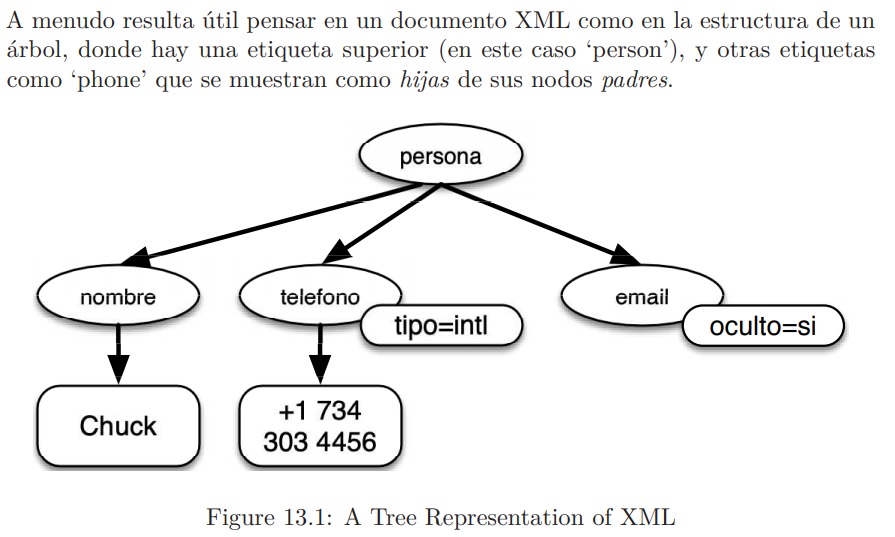 A menudo resulta útil pensar en un documento XML como en la estructura de un
árbol, donde hay una etiqueta superior (en este caso ‘person’), y otras etiquetas
como ‘phone’ que se muestran como hijas de sus nodos padres.
persona
nombre
telefono
email
tipo=intl
oculto=si
Chuck
+1 734
303 4456
Figure 13.1: A Tree Representation of XML